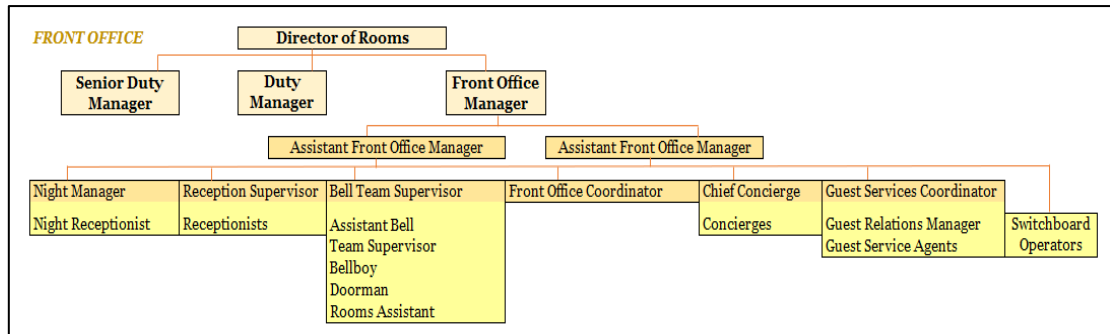 FRONT OFFICE
Director of Rooms
Senior Duty
Manager
Duty
Manager
Front Office
Manager
Assistant Front Office Manager
Assistant Front Office Manager
Night Manager
Night Receptionist
Reception Supervisor
Receptionists
Bell Team Supervisor
Assistant Bell
Team Supervisor
Bellboy
Doorman
Rooms Assistant
Front Office Coordinator
Chief Concierge
Concierges
Guest Services Coordinator
Guest Relations Manager
Guest Service Agents
Switchboard
Operators